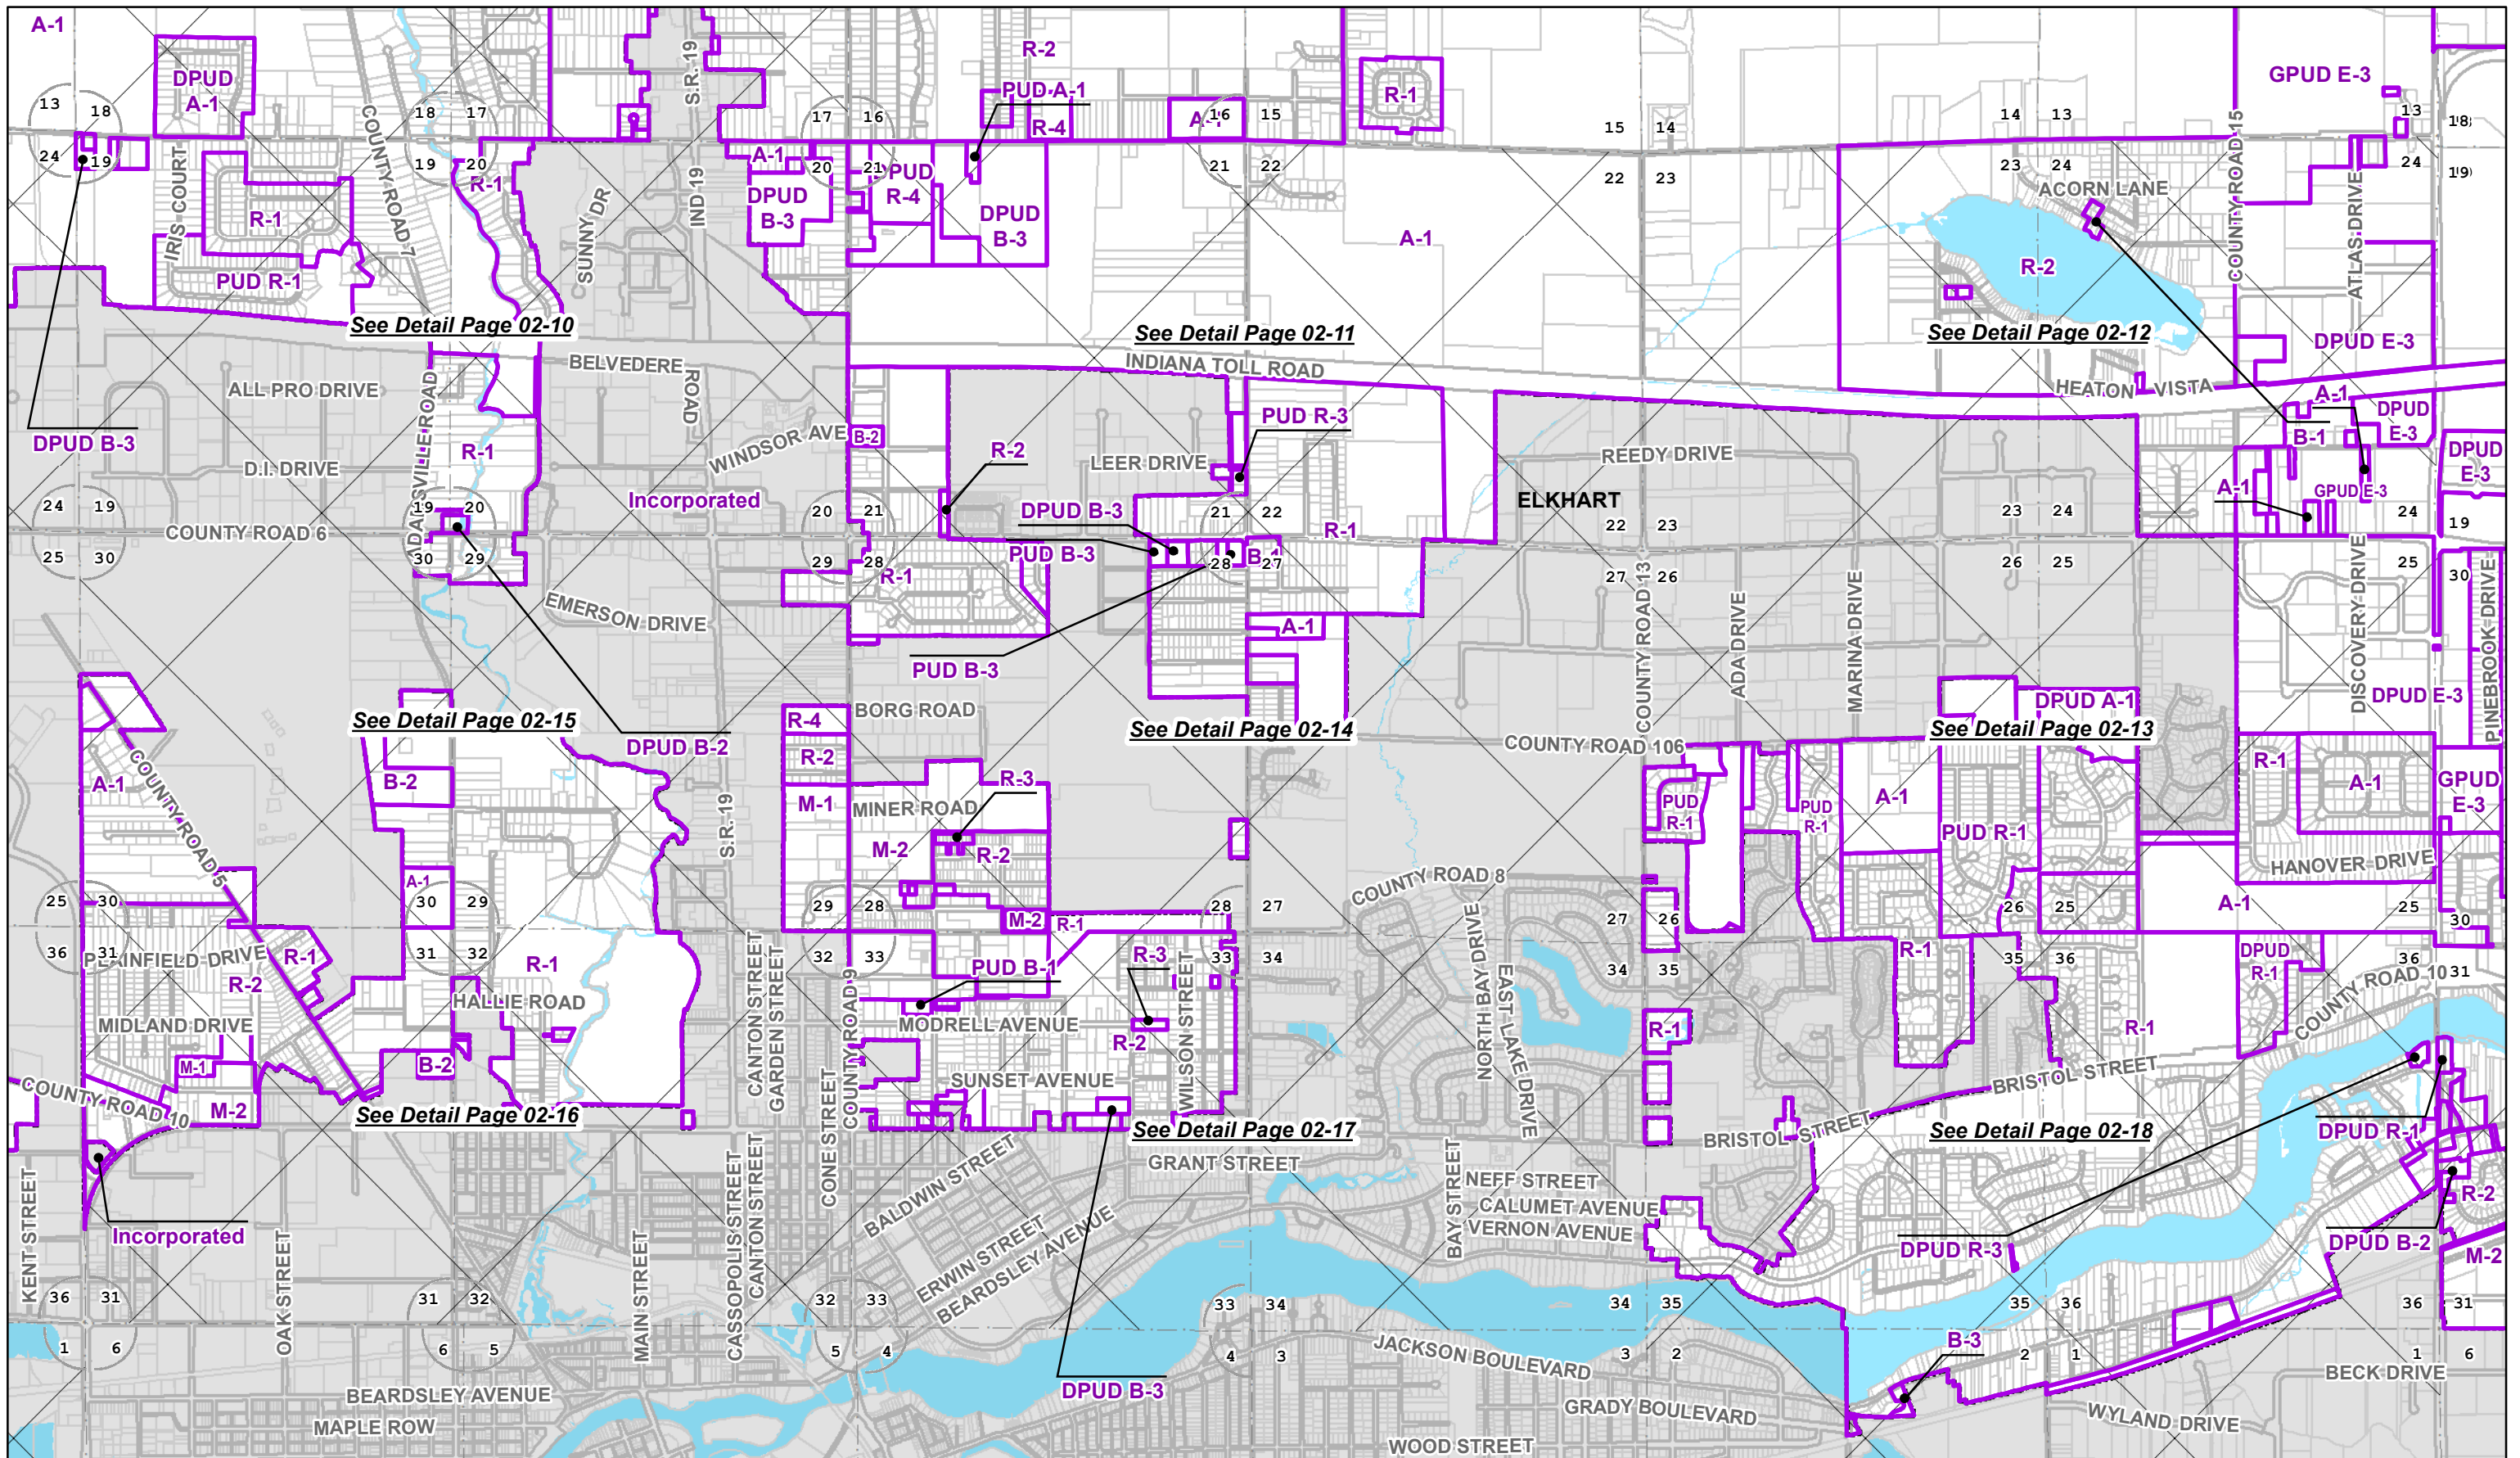 A-1
DPUD
A-1
COUNTY ROAD 7
S.R. 19
R-2
PUD A-1
R-4
A-1
R-1
GPUD E-3
13
18
18
17
17
16
16
15
15
14
14
13
13
18
24
19
19
20
20
21
21
22
22
23
23
24
24
19
IRIS COURT
R-1
R-1
PUD R-1
SUNNY DR
IND 19
A-1
DPUD
B-3
DPUD
R-4
DPUD
B-3
A-1
ACORN LANE
R-2
COUNTY ROAD 15
ATLAS DRIVE
See Detail Page 02-10
See Detail Page 02-11
See Detail Page 02-12
DPUD E-3
BELVEDERE
ROAD
INDIANA TOLL ROAD
HEATON VISTA
ALL PRO DRIVE
ADAISVILLE ROAD
DPUD B-3
D.I. DRIVE
R-1
WINDSOR AVE
B-2
R-2
LEER DRIVE
PUD R-3
REEDY DRIVE
A-1
B-1
DPUD
E-3
DPUD
E-3
Incorporated
ELKHART
A-1
GPUD E-3
24
19
19
20
20
21
21
22
22
23
23
24
24
19
COUNTY ROAD 6
DPUD B-3
PUD B-3
R-1
B-1
25
30
30
29
29
28
28
27
27
26
26
25
25
30
R-1
EMERSON DRIVE
A-1
PUD B-3
COUNTY ROAD 13
ADA DRIVE
MARINA DRIVE
DISCOVERY DRIVE
PINEBROOK DRIVE
DPUD E-3
DPUD A-1
See Detail Page 02-15
See Detail Page 02-14
See Detail Page 02-13
DPUD B-2
R-4
BORG ROAD
R-2
COUNTY ROAD 106
COUNTY ROAD 5
A-1
B-2
S.R. 19
M-1
R-3
MINER ROAD
M-2
R-2
PUD
R-1
PUD
R-1
A-1
PUD R-1
R-1
A-1
GPUD
E-3
HANOVER DRIVE
A-1
COUNTY ROAD 8
A-1
25
30
30
29
29
28
28
27
27
26
26
25
25
30
M-2
R-1
36
31
31
32
32
33
33
34
34
35
35
36
36
31
PLAINFIELD DRIVE
R-1
R-2
R-1
HALLIE ROAD
CANTON STREET
GARDEN STREET
COUNTY ROAD 9
PUD B-1
R-3
WILSON STREET
NORTH BAY DRIVE
EAST LAKE DRIVE
R-1
DPUD
R-1
COUNTY ROAD 10
MIDLAND DRIVE
MODRELL AVENUE
R-2
R-1
R-1
M-1
B-2
SUNSET AVENUE
CONE STREET
BRISTOL STREET
COUNTY ROAD 10
M-2
See Detail Page 02-16
See Detail Page 02-17
See Detail Page 02-18
BRISTOL STREET
DPUD R-1
GRANT STREET
KENT STREET
Incorporated
OAK STREET
MAIN STREET
CASSOPOLIS STREET
CANTON STREET
BALDWIN STREET
ERWIN STREET
BEARDSLEY AVENUE
BAY STREET
NEFF STREET
CALUMET AVENUE
VERNON AVENUE
DPUD R-3
R-2
DPUD B-2
M-2
36
31
31
32
32
33
33
34
34
35
35
36
36
31
1
6
6
5
5
4
4
3
3
2
2
1
1
6
JACKSON BOULEVARD
B-3
BECK DRIVE
DPUD B-3
BEARDSLEY AVENUE
MAPLE ROW
GRADY BOULEVARD
WYLAND DRIVE
WOOD STREET